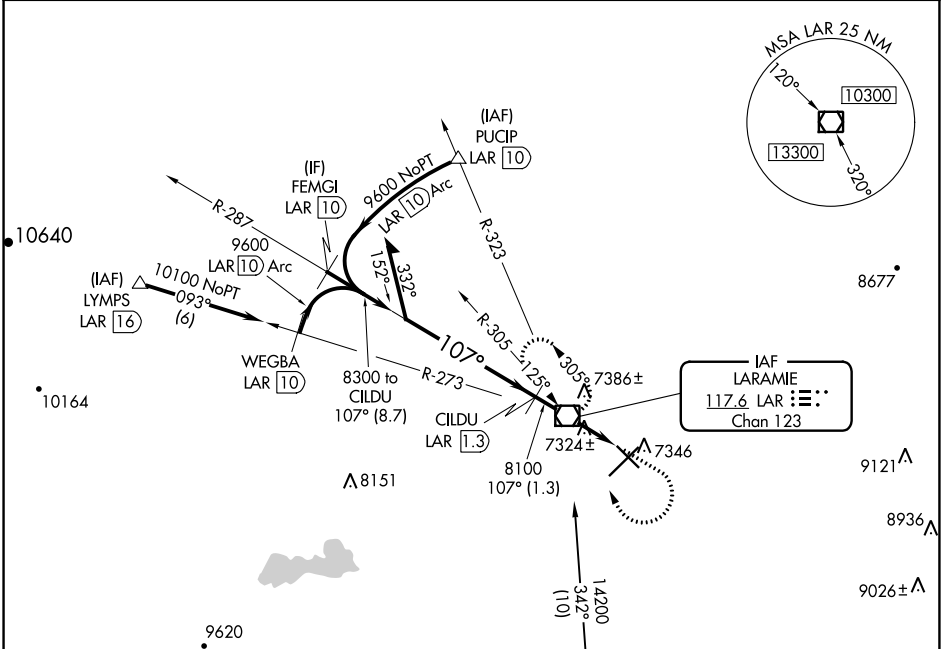 MSA LAR 25 NM
120°
10300
13300
320°
(IAF)
PUCIP
LAR 10
(IF)
FEMGI
LAR 10
9600 NoPT
LAR 10 Arc
R-287
R-323
10640
9600
LAR 10 Arc
152°
332°
8677
(IAF)
LYMPS
LAR 16
10100 NoPT
093°
(6)
R-305
125°
305°
107°
WEGBA
LAR 10
R-273
8300 to
CILDU
107° (8.7)
7386±
IAF
LARAMIE
117.6 LAR
Chan 123
10164
CILDU
LAR 1.3
7324±
7346
8100
107° (1.3)
8151
9121
8936
14200
342°
(10)
9026±
9620